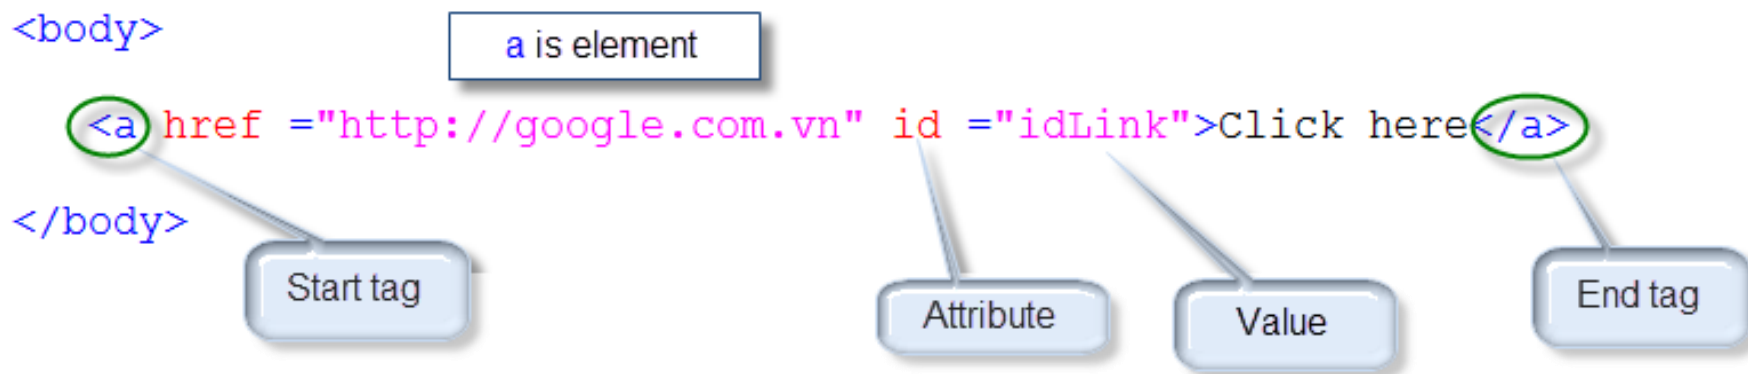 <body>
a is element
<a href ="http://google.com.vn" id ="idLink">Click here</a>
</body>
Start tag
Attribute
Value
End tag